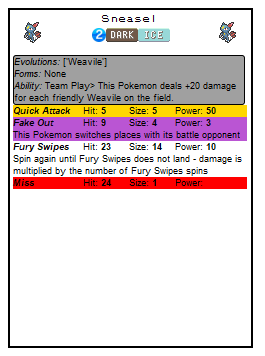 Sneasel
2 DARK ICE
Evolutions: ['Weavile']
Forms: None
Ability: Team Play> This Pokemon deals +20 damage
for each friendly Weavile on the field.
Quick Attack Hit: 5 Size: 5 Power: 50
Fake Out Hit: 9 Size: 4 Power: 3
This Pokemon switches places with its battle opponent
Fury Swipes Hit: 23 Size: 14 Power: 10
Spin again until Fury Swipes does not land - damage is
multiplied by the number of Fury Swipes spins
Miss Hit: 24 Size: 1 Power: